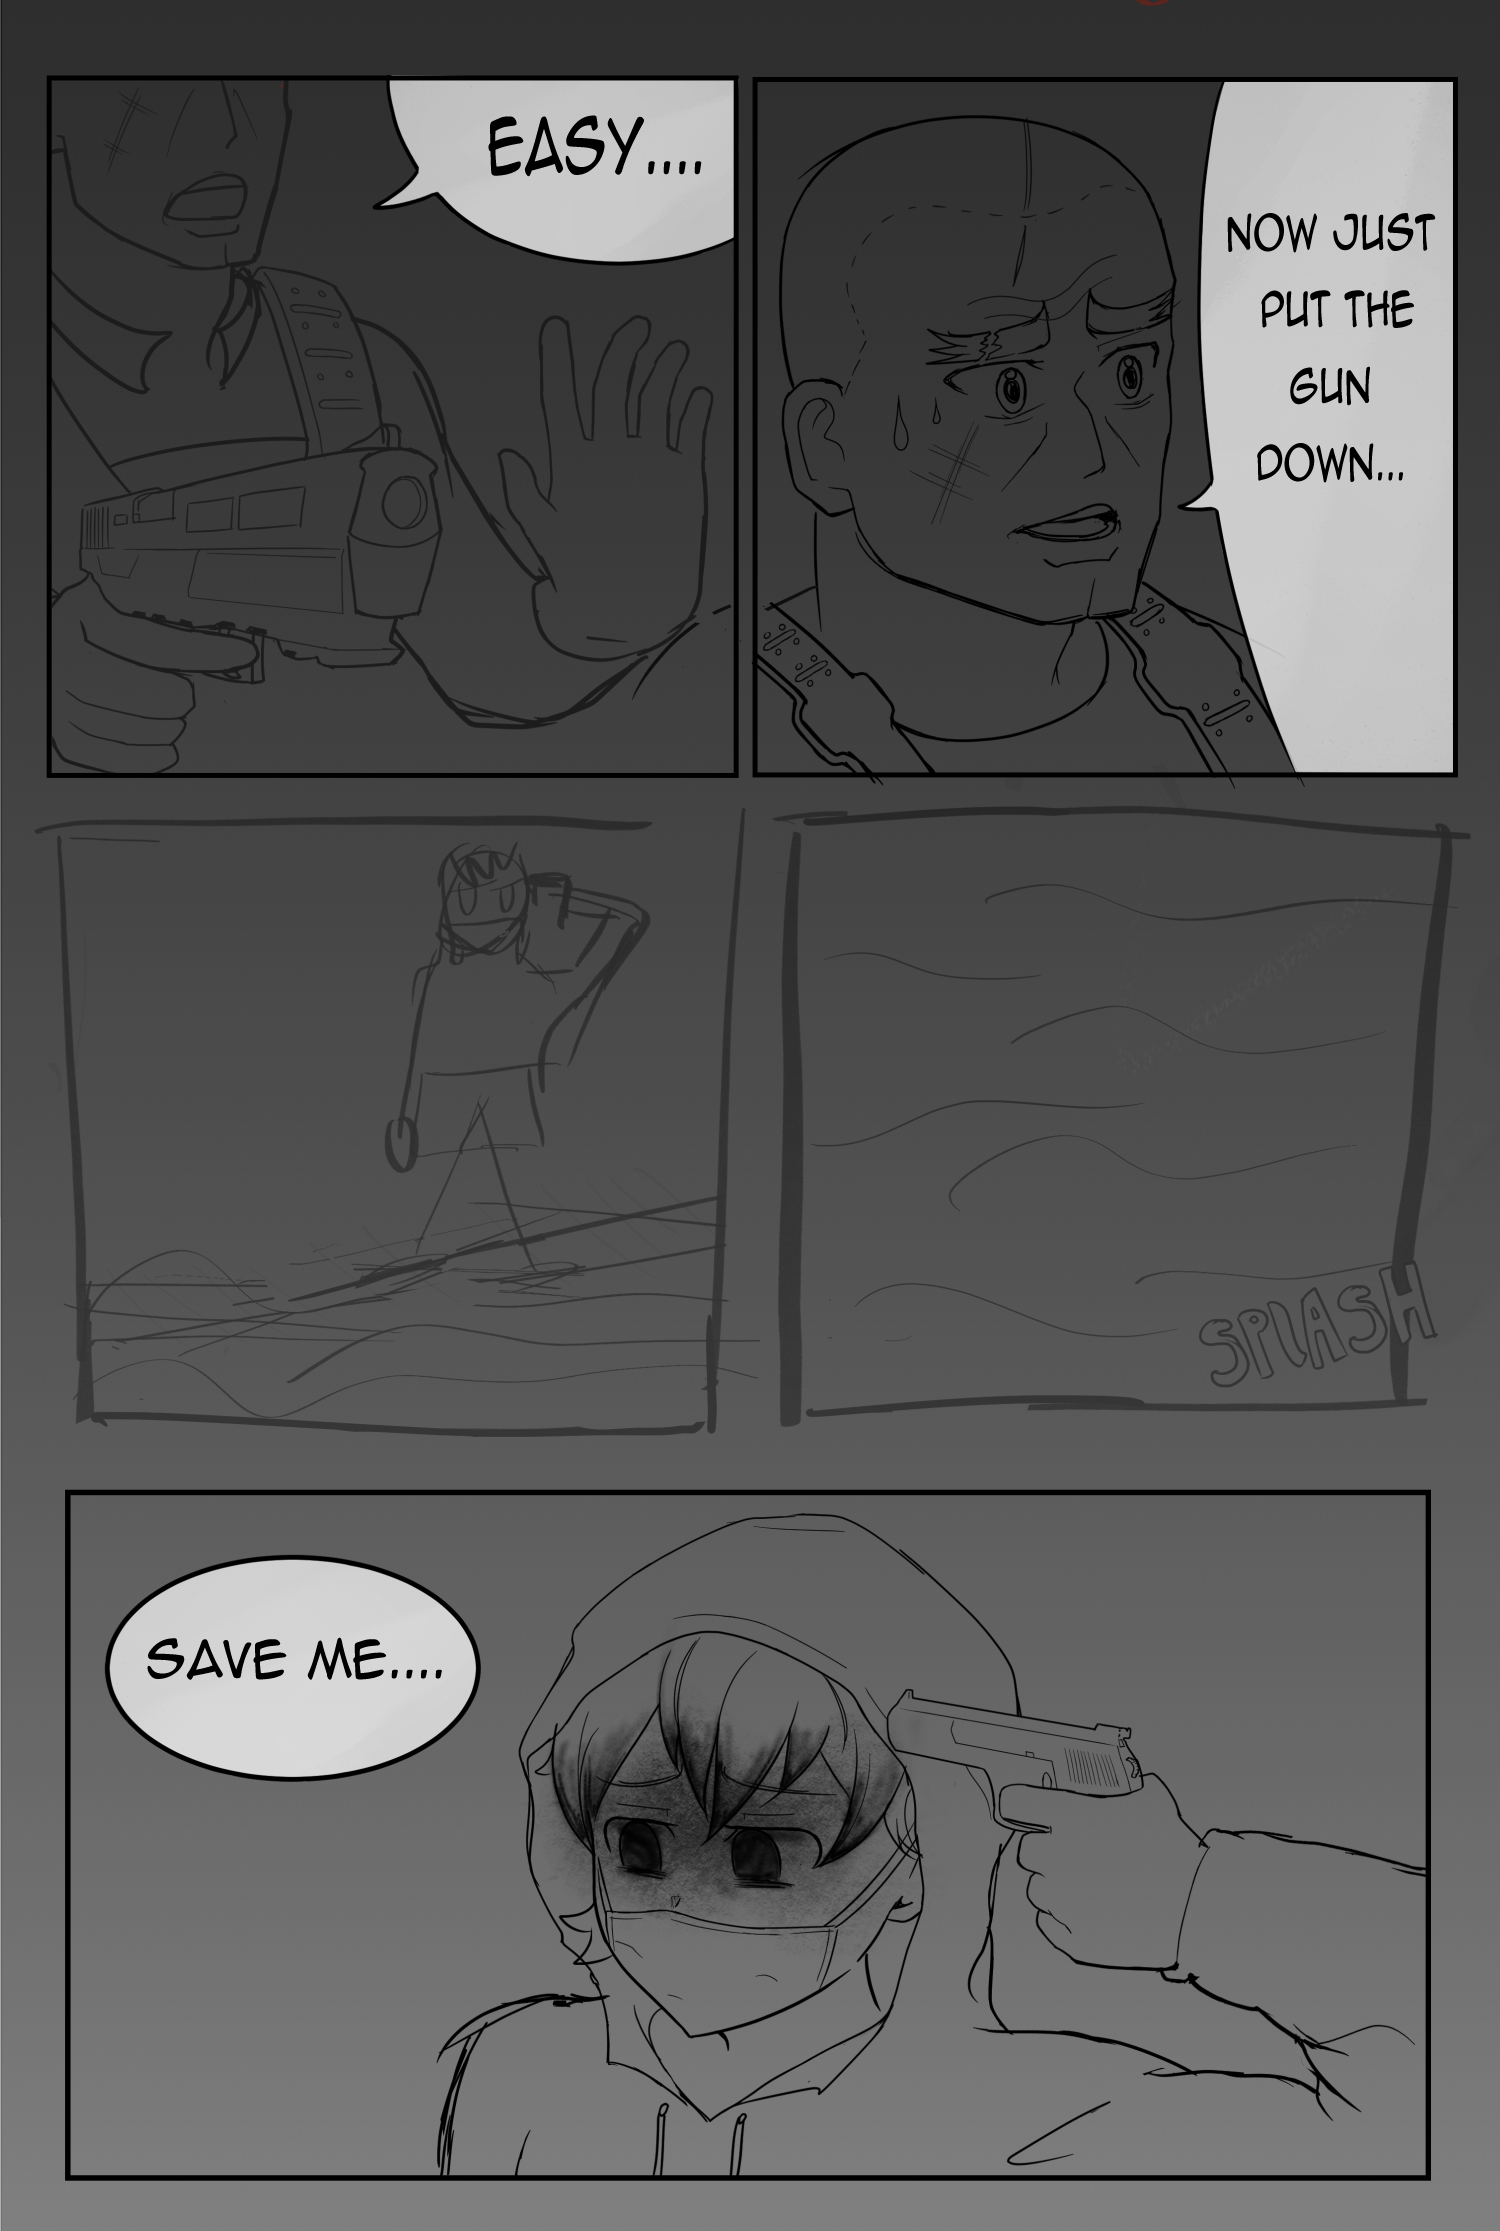 EASY....
NOW JUST
PUT THE
GUN
DOWN...
SPLASH
SAVE ME....